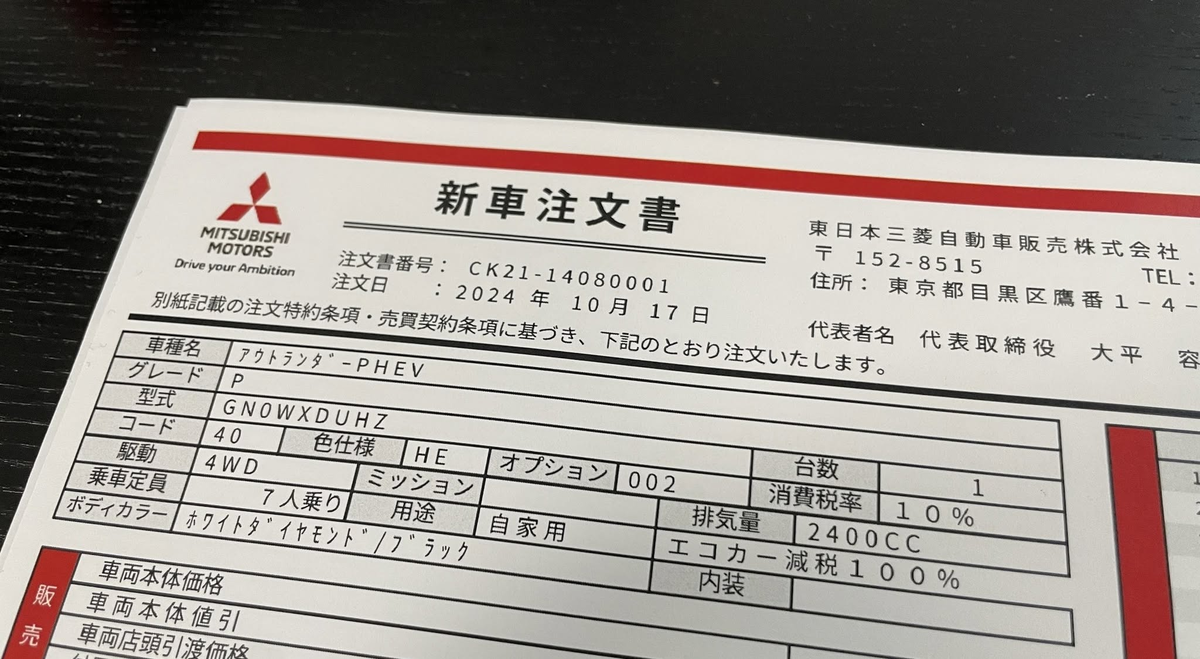 新車注文書
MITSUBISHI
MOTORS
Drive your Ambition
注文書番号： CK21-14080001
注文日 ：2024 年 10月 17日
東日本三菱自動車販売株式会社
〒 152-8515
TEL：
住所： 東京都目黒区鷹番1－4－
代表者名 代表取締役 大平
別紙記載の注文特約条項・売買契約条項に基づき、下記のとおり注文いたします。
車種名 ｱｳﾄﾗﾝﾀﾞｰPHEV
グレード P
型式 GN0WXDUHZ
コード 40 色仕様 HE オプション 002 台数 1
駆動 4WD ミッション 消費税率 10%
乗車定員 7人乗り 用途 自家用 排気量 2400CC
ボディカラー ﾎﾜｲﾄﾀﾞｲﾔﾓﾝﾄﾞ/ﾌﾞﾗｯｸ エコカー減税100%
内装
販売
車両本体価格
車両本体値引
車両店頭引渡価格